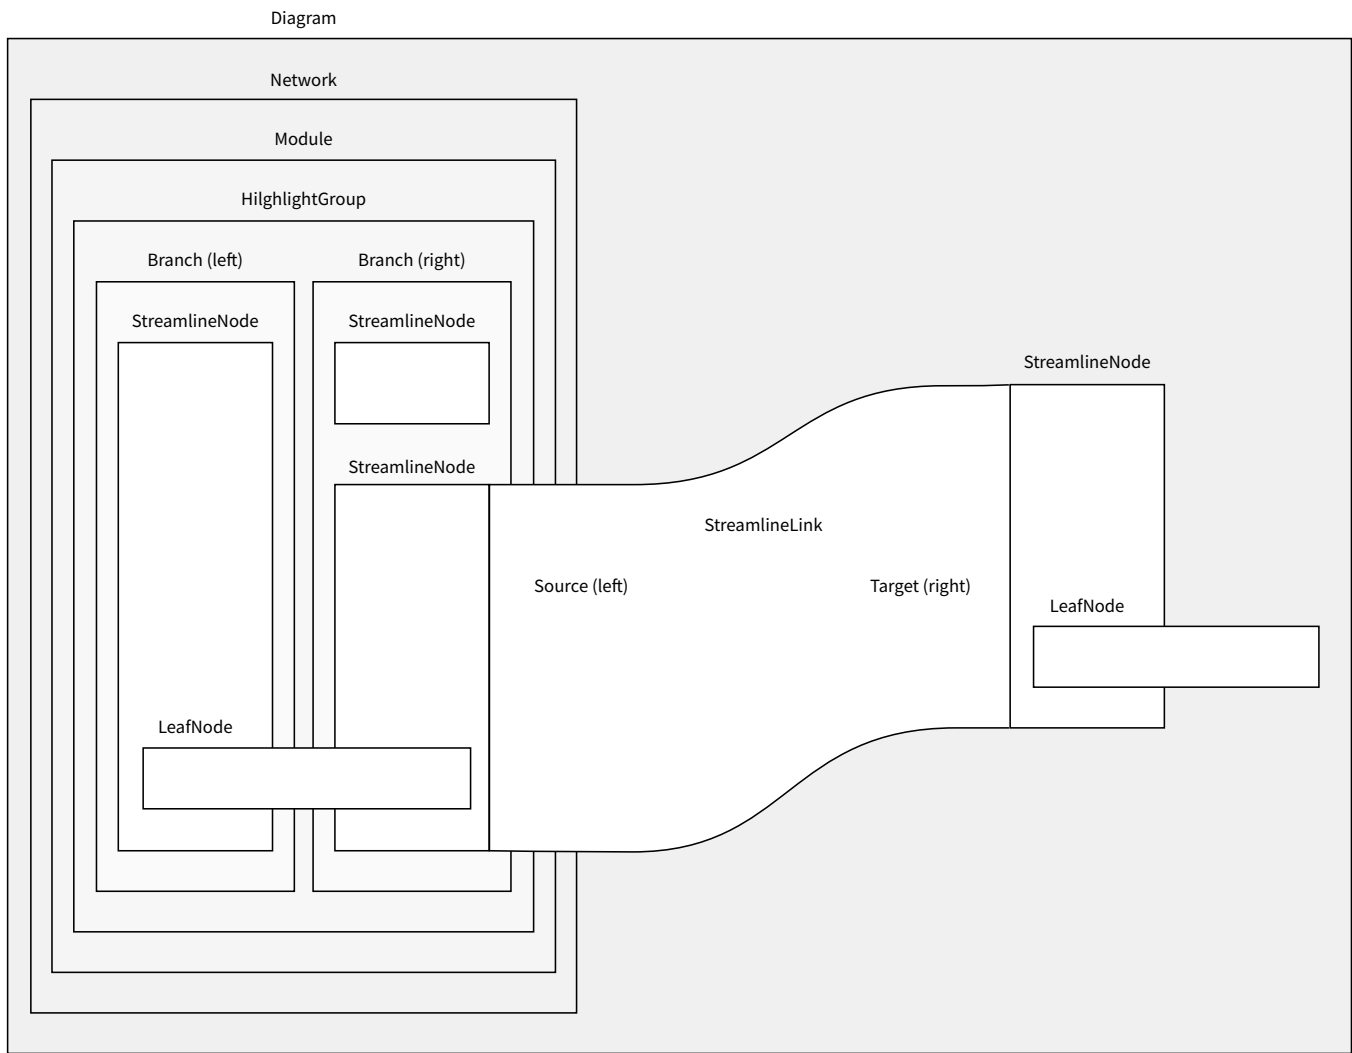 Diagram
Network
Module
HilghlightGroup
Branch (left)
Branch (right)
StreamlineNode
StreamlineNode
StreamlineNode
StreamlineNode
StreamlineLink
Source (left)
Target (right)
LeafNode
LeafNode